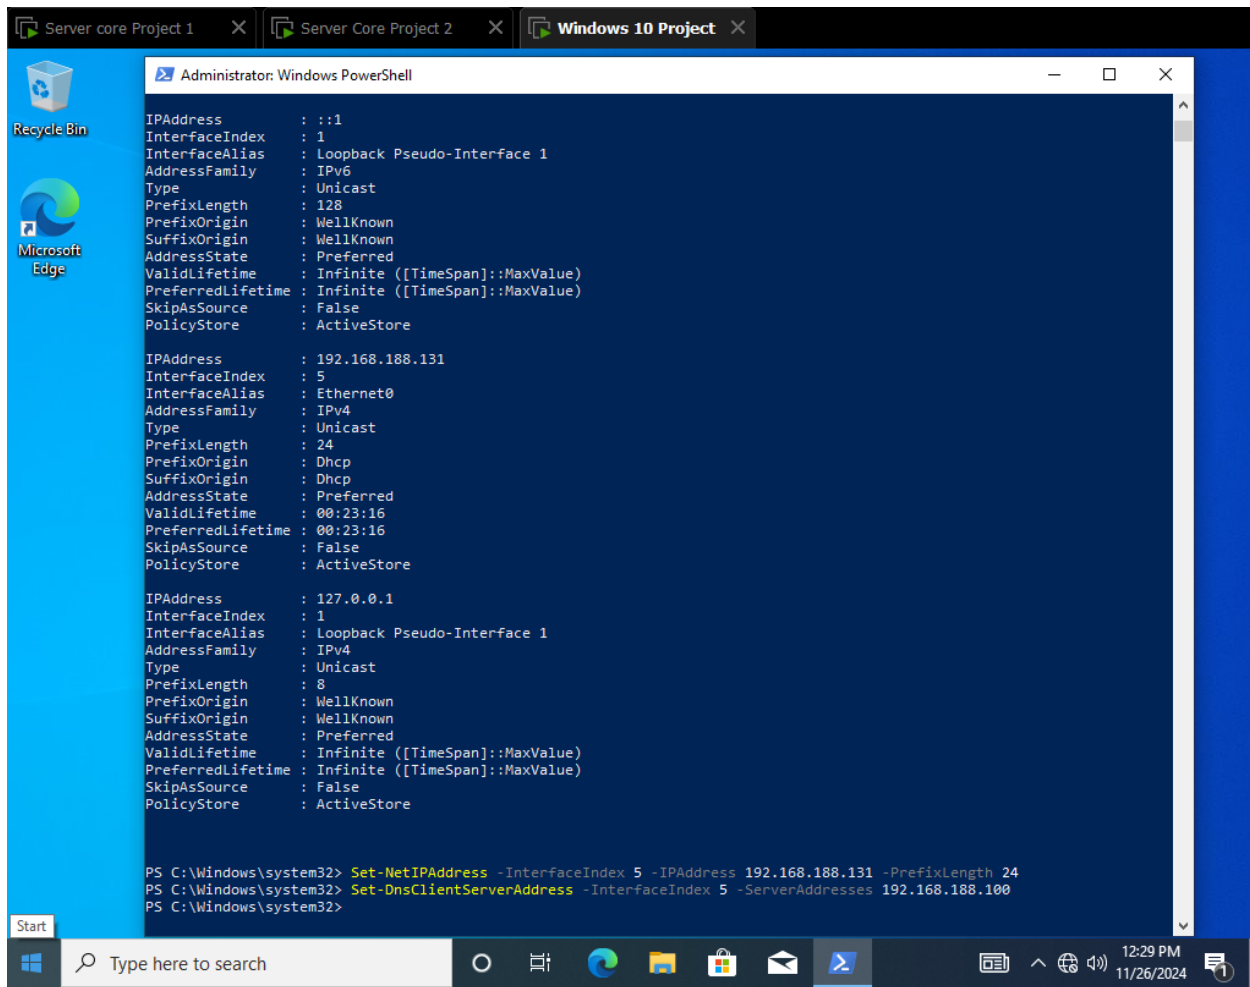 Server core Project 1
Server Core Project 2
Windows 10 Project
Administrator: Windows PowerShell
Recycle Bin
Microsoft
Edge
IPAddress         : ::1
InterfaceIndex    : 1
InterfaceAlias    : Loopback Pseudo-Interface 1
AddressFamily     : IPv6
Type              : Unicast
PrefixLength      : 128
PrefixOrigin      : WellKnown
SuffixOrigin      : WellKnown
AddressState      : Preferred
ValidLifetime     : Infinite ([TimeSpan]::MaxValue)
PreferredLifetime : Infinite ([TimeSpan]::MaxValue)
SkipAsSource      : False
PolicyStore       : ActiveStore
IPAddress         : 192.168.188.131
InterfaceIndex    : 5
InterfaceAlias    : Ethernet0
AddressFamily     : IPv4
Type              : Unicast
PrefixLength      : 24
PrefixOrigin      : Dhcp
SuffixOrigin      : Dhcp
AddressState      : Preferred
ValidLifetime     : 00:23:16
PreferredLifetime : 00:23:16
SkipAsSource      : False
PolicyStore       : ActiveStore
IPAddress         : 127.0.0.1
InterfaceIndex    : 1
InterfaceAlias    : Loopback Pseudo-Interface 1
AddressFamily     : IPv4
Type              : Unicast
PrefixLength      : 8
PrefixOrigin      : WellKnown
SuffixOrigin      : WellKnown
AddressState      : Preferred
ValidLifetime     : Infinite ([TimeSpan]::MaxValue)
PreferredLifetime : Infinite ([TimeSpan]::MaxValue)
SkipAsSource      : False
PolicyStore       : ActiveStore
PS C:\Windows\system32> Set-NetIPAddress -InterfaceIndex 5 -IPAddress 192.168.188.131 -PrefixLength 24
PS C:\Windows\system32> Set-DnsClientServerAddress -InterfaceIndex 5 -ServerAddresses 192.168.188.100
PS C:\Windows\system32>
Start
Type here to search
12:29 PM
11/26/2024
1